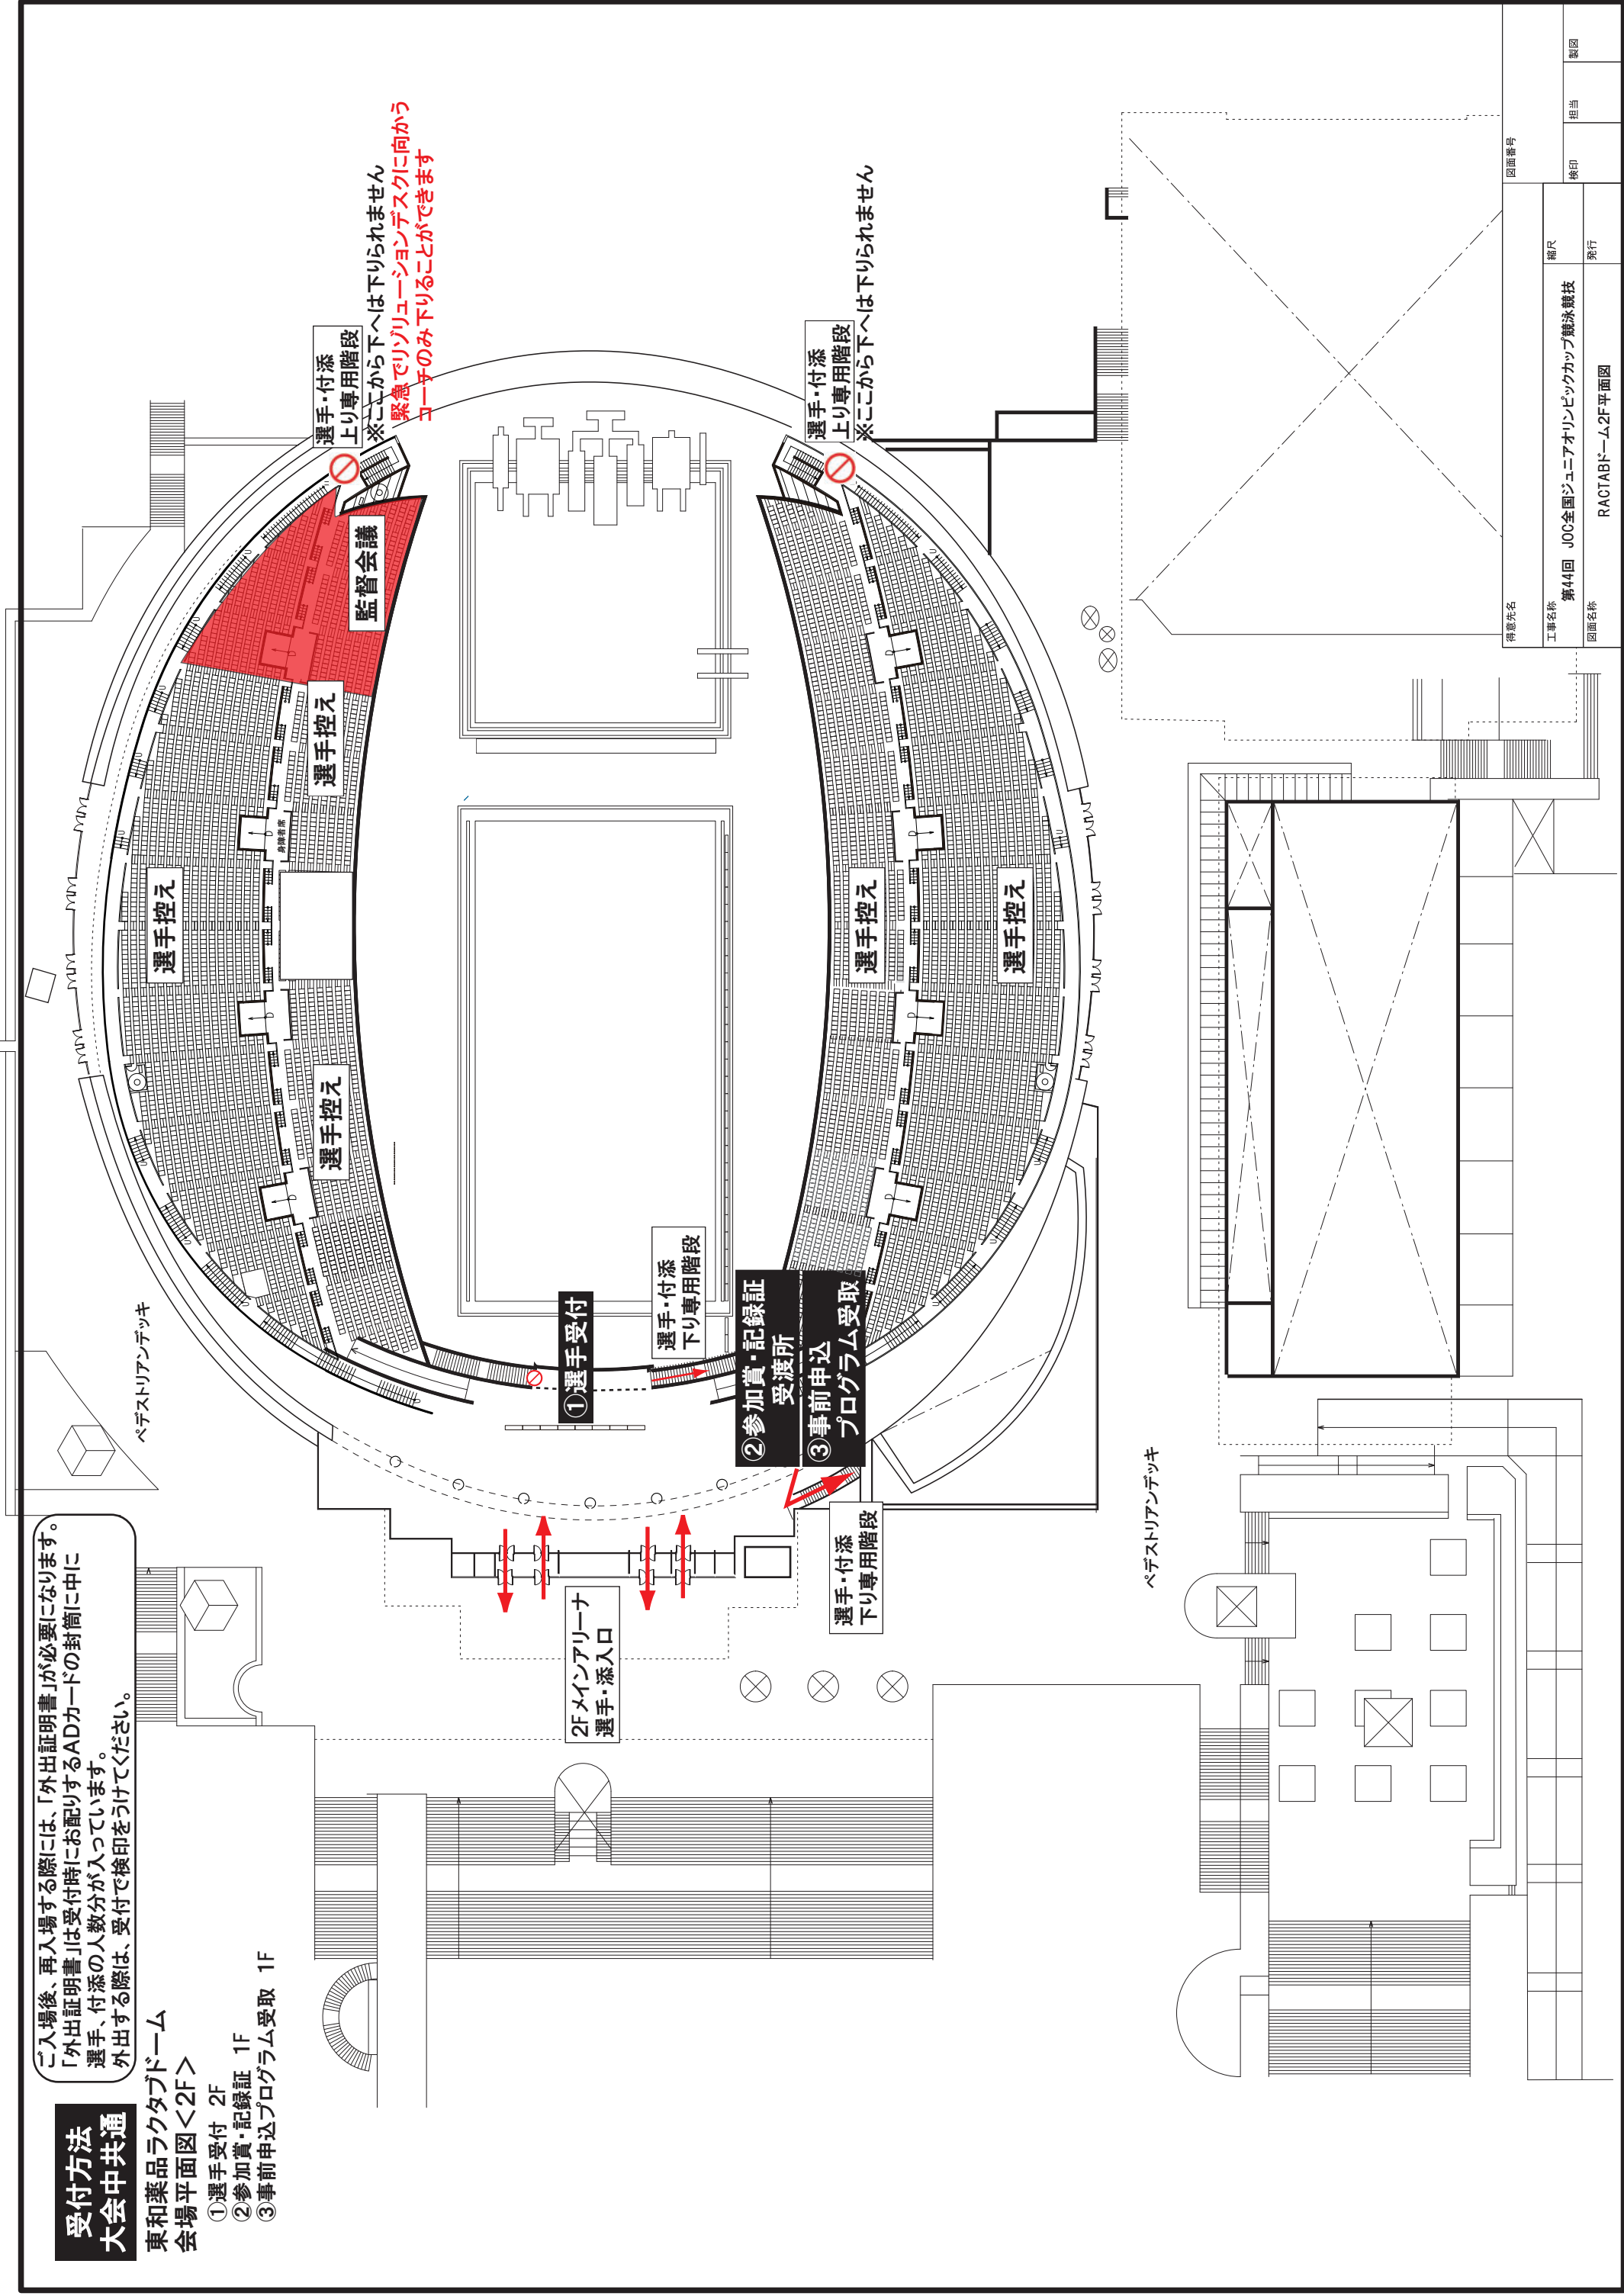 受付方法
大会中共通
ご入場後、再入場する際には、「外出証明書」が必要になります。
「外出証明書」は受付時にお配りするADカードの封筒に中に
選手、付添の人数分が入っています。
外出する際は、受付で検印をうけてください。
東和薬品ラクタブドーム
会場平面図＜2F＞
①選手受付 2F
②参加賞・記録証 1F
③事前申込プログラム受取 1F
ペデストリアンデッキ
選手・付添
上り専用階段
※ここから下へは下りられません
緊急でリゾリューションデスクに向かう
コーチのみ下りることができます
監督会議
選手控え
身障者席
選手控え
選手控え
選手控え
選手控え
選手控え
①選手受付
選手・付添
下り専用階段
②参加賞・記録証
受渡所
③事前申込
プログラム受取
選手・付添
下り専用階段
2Fメインアリーナ
選手・添入口
選手・付添
上り専用階段
※ここから下へは下りられません
ペデストリアンデッキ
得意先名
図面番号
工事名称
第44回 JOC全国ジュニアオリンピックカップ競泳競技
縮尺
図面名称
RACTABドーム2F平面図
発行
検印
担当
製図